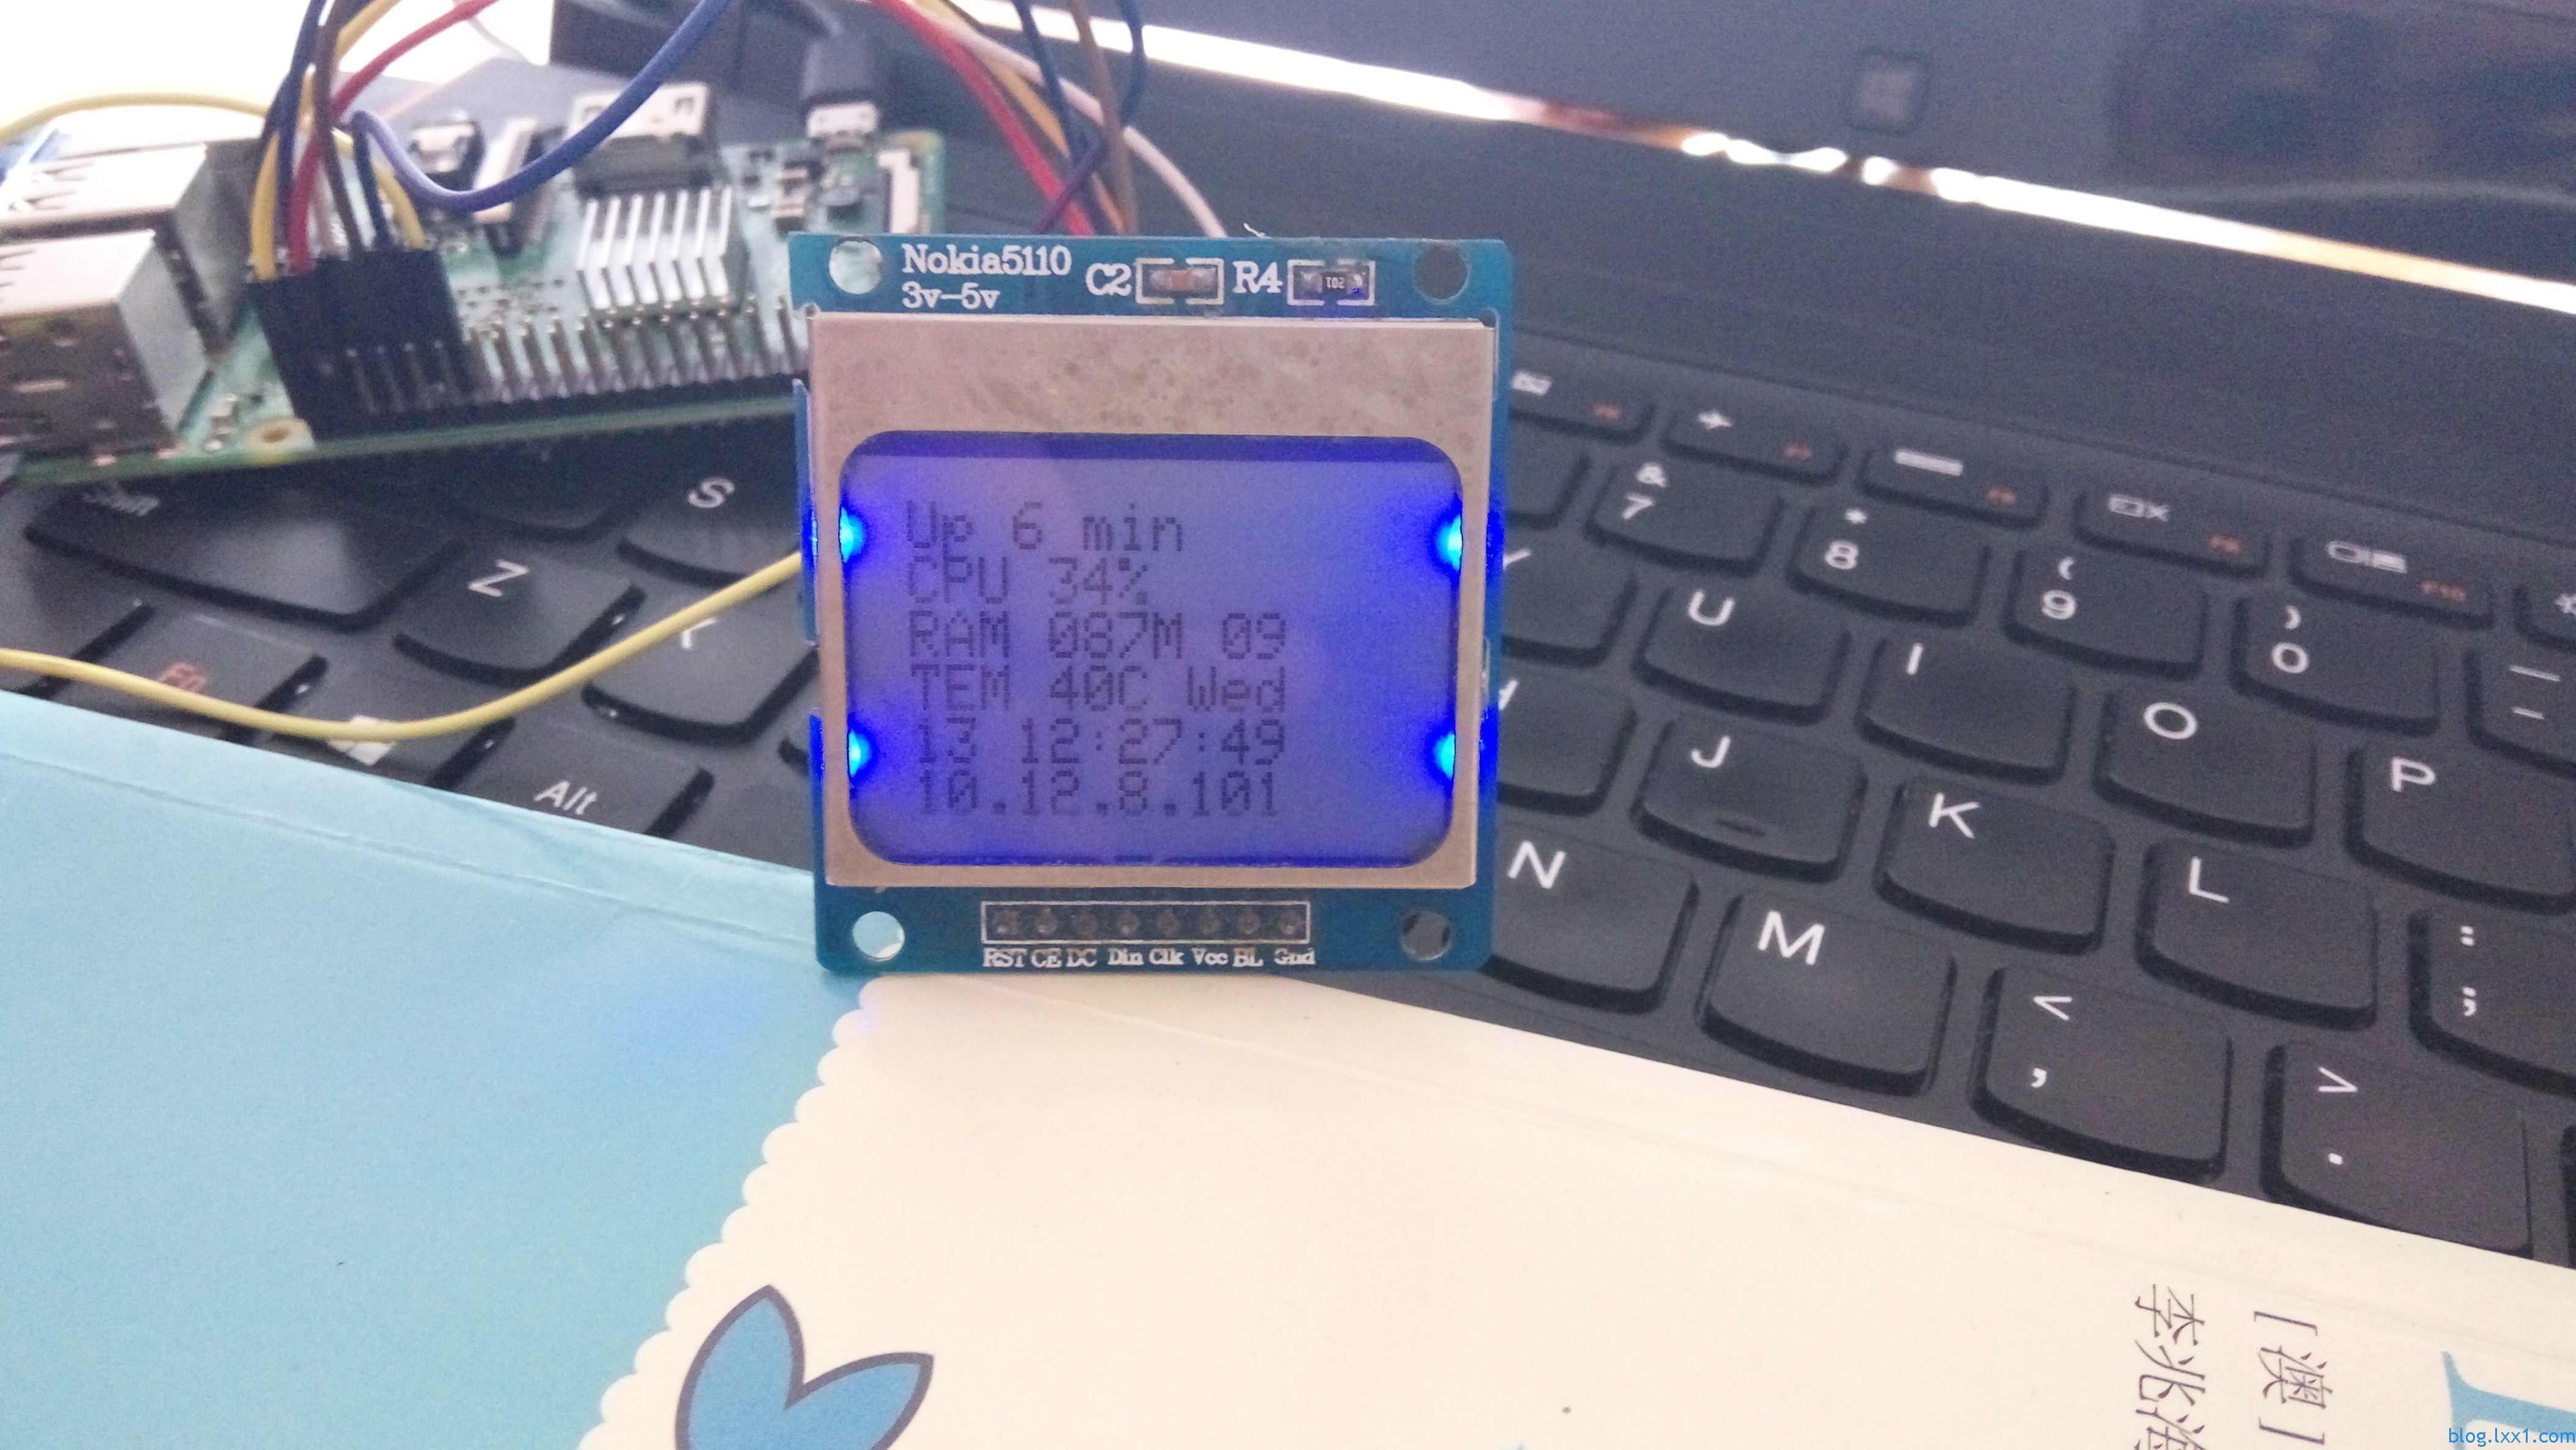 Nokia5110
3v-5v
C2
R4
102
Up 6 min
CPU 34%
RAM 087M 09
TEM 40C Wed
13 12:27:49
10.12.8.101
RST CE DC Din Clk Vcc BL Gnd
Shift
S
Z
Alt
& 7
* 8
( 9
) 0
U
I
O
P
J
K
L
: ;
N
M
< ,
> .
F10
[澳]
李兆
blog.lxx1.com